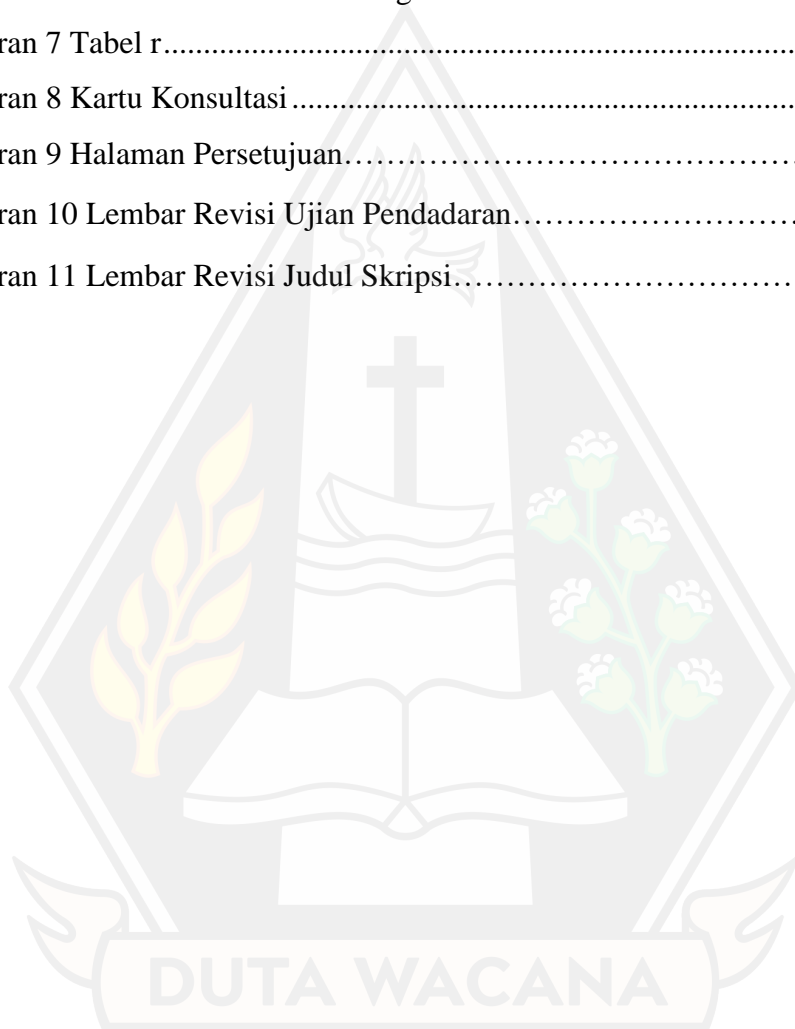 ran 7 Tabel r................................................................................
ran 8 Kartu Konsultasi................................................................
ran 9 Halaman Persetujuan……………………………………
ran 10 Lembar Revisi Ujian Pendadaran………………………
ran 11 Lembar Revisi Judul Skripsi……………………………
DUTA WACANA